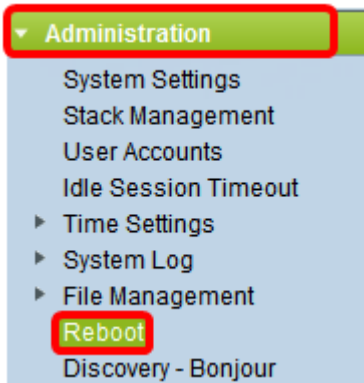 Administration
System Settings
Stack Management
User Accounts
Idle Session Timeout
Time Settings
System Log
File Management
Reboot
Discovery - Bonjour